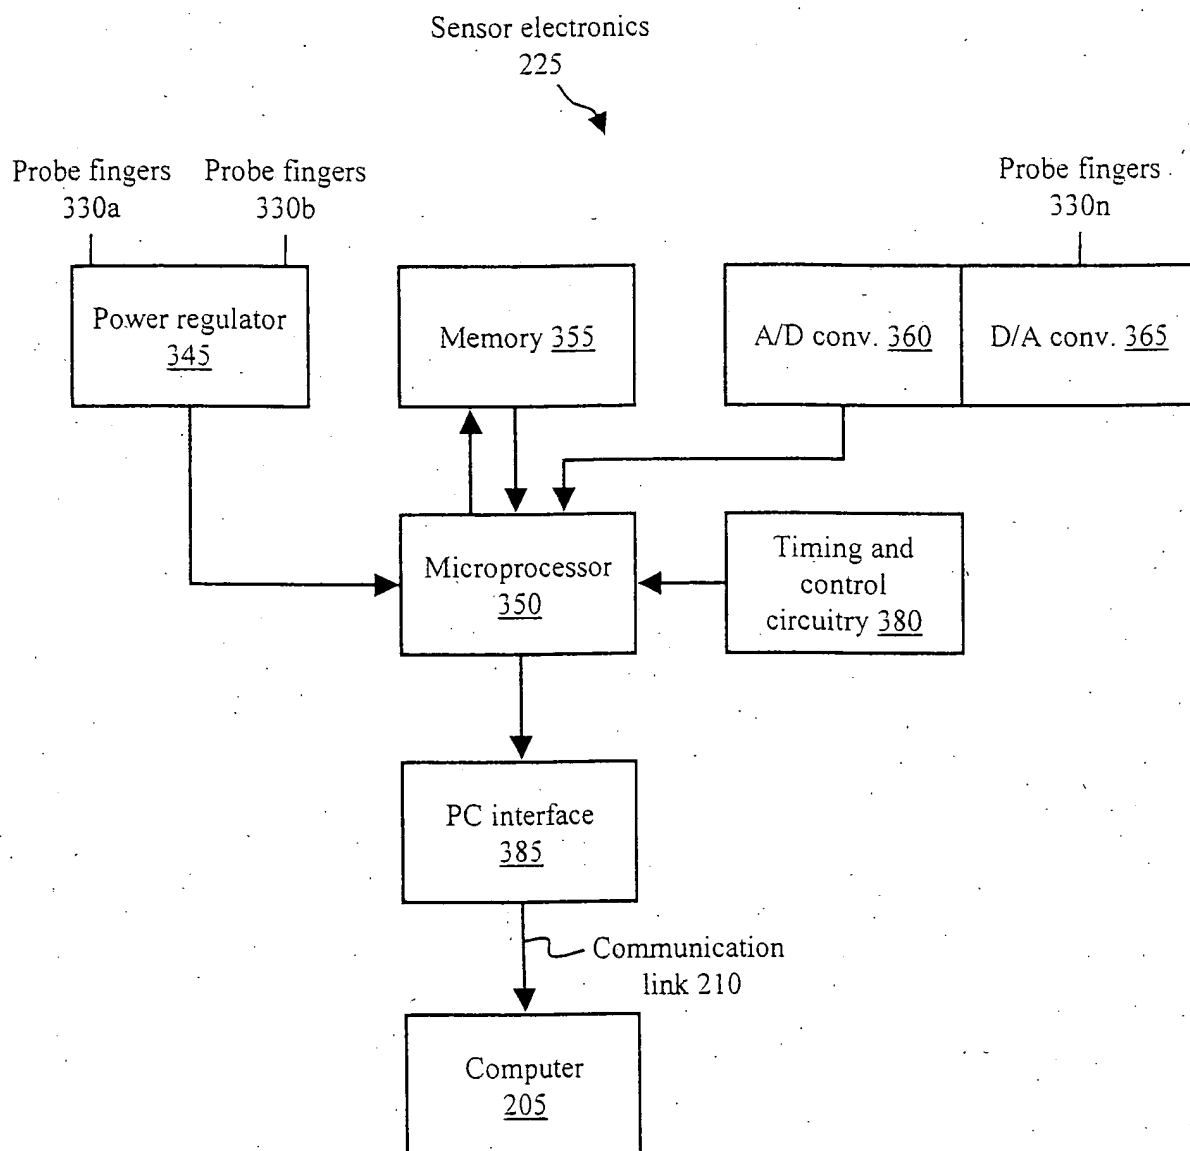 Sensor electronics
225
Probe fingers
330a
Probe fingers
330b
Probe fingers
330n
Power regulator
345
Memory 355
A/D conv. 360
D/A conv. 365
Microprocessor
350
Timing and
control
circuitry 380
PC interface
385
Communication
link 210
Computer
205